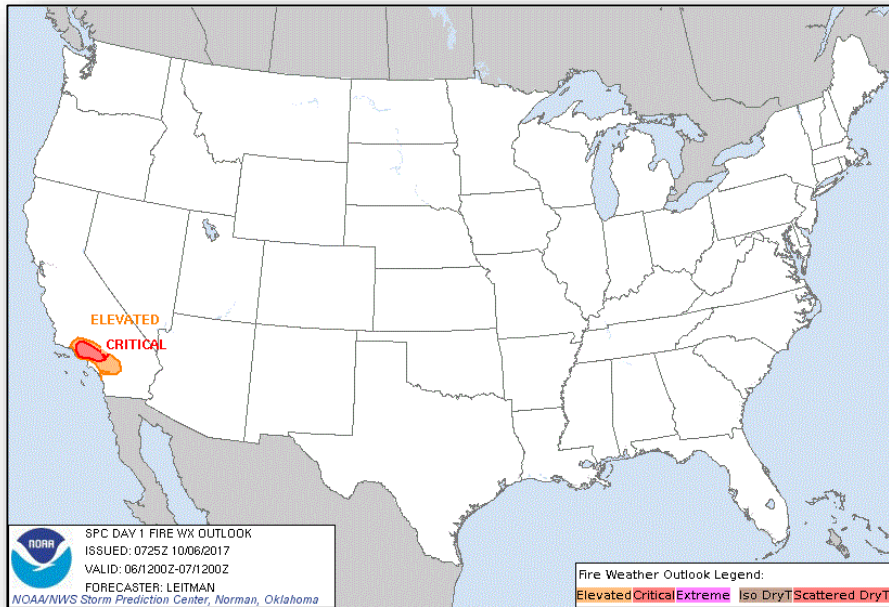 ELEVATED
CRITICAL
NOAA
SPC DAY 1 FIRE WX OUTLOOK
ISSUED: 0725Z 10/06/2017
VALID: 06/1200Z-07/1200Z
FORECASTER: LEITMAN
NOAA/NWS Storm Prediction Center, Norman, Oklahoma
Fire Weather Outlook Legend:
Elevated Critical Extreme Iso DryT Scattered DryT